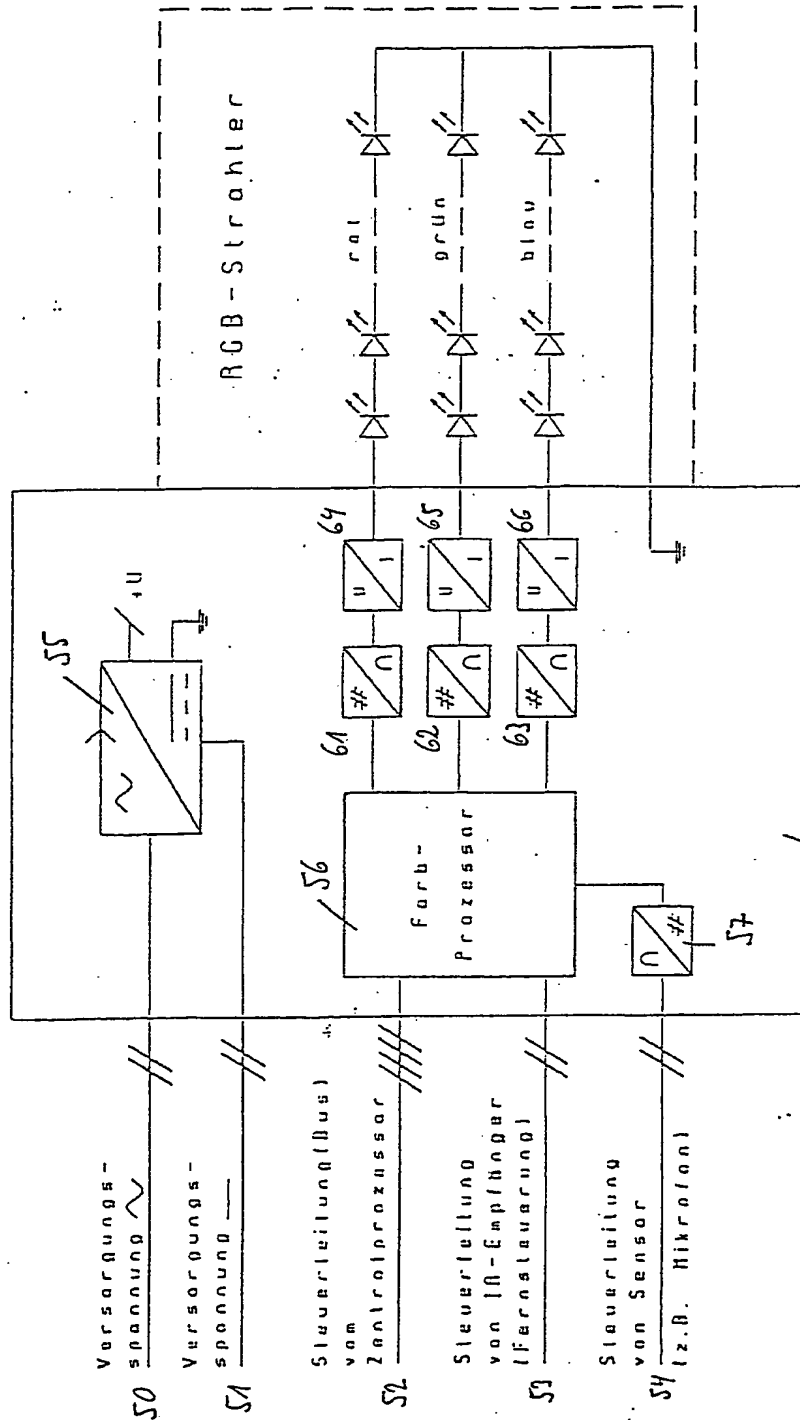 Versorgungs-
spannung ~
50
Versorgungs-
spannung
51
Steuerleitung(Bus)
vom
Zentralprozessor
52
Steuerleitung
von IR-Empfänger
(Fernsteuerung)
53
Steuerleitung
von Sensor
(z.B. Mikrofon)
54
55
~
+U
56
Farb-
Prozessor
57
∩
#
61
#
∩
62
#
∩
63
#
∩
64
U
I
65
U
I
66
U
I
RGB-Strahler
rot
grün
blau